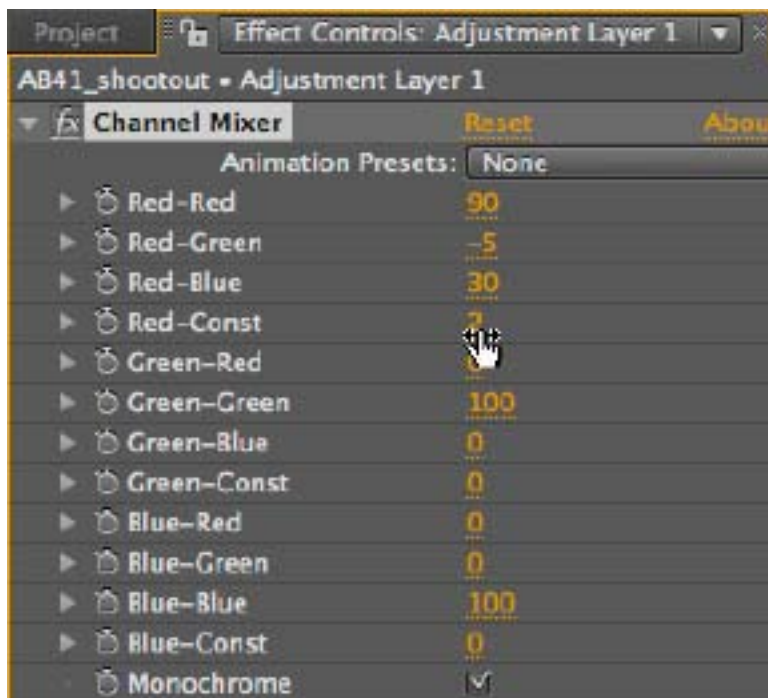 Project Effect Controls: Adjustment Layer 1
AB41_shootout • Adjustment Layer 1
fx Channel Mixer Reset Abou
Animation Presets: None
Red-Red 90
Red-Green -5
Red-Blue 30
Red-Const
Green-Red
Green-Green 100
Green-Blue 0
Green-Const 0
Blue-Red 0
Blue-Green 0
Blue-Blue 100
Blue-Const 0
Monochrome